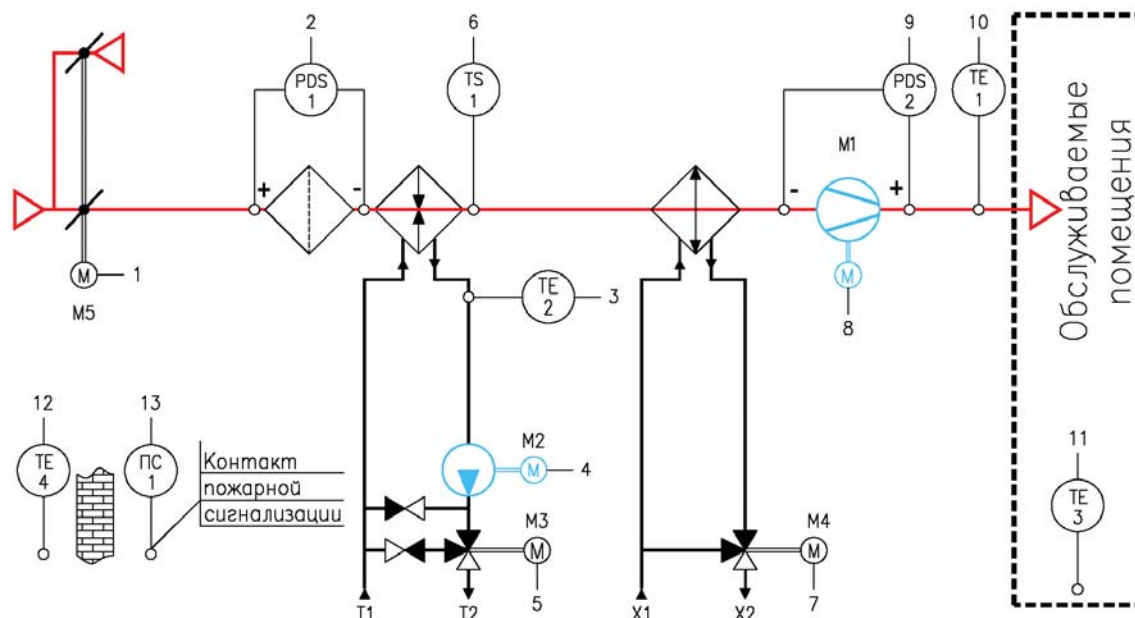 2
6
9
10
PDS
1
TS
1
PDS
2
TE
1
M1
+
-
-
+
M
1
M5
M
8
TE
2
3
Обслуживаемые
помещения
12
13
TE
4
ПС
1
Контакт
пожарной
сигнализации
M2
M
4
M3
M
5
M4
M
7
11
TE
3
T1
T2
X1
X2